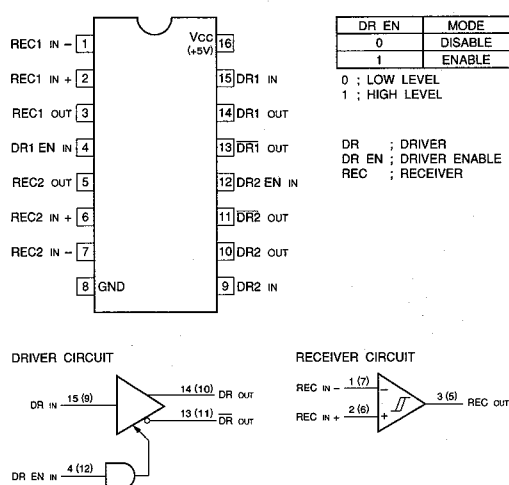 REC1 IN - 1
REC1 IN + 2
REC1 OUT 3
DR1 EN IN 4
REC2 OUT 5
REC2 IN + 6
REC2 IN - 7
8 GND
VCC (+5V) 16
15 DR1 IN
14 DR1 OUT
13 D̅R̅1̅ OUT
12 DR2 EN IN
11 D̅R̅2̅ OUT
10 DR2 OUT
9 DR2 IN
DR EN MODE
0 DISABLE
1 ENABLE
0 ; LOW LEVEL
1 ; HIGH LEVEL
DR ; DRIVER
DR EN ; DRIVER ENABLE
REC ; RECEIVER
DRIVER CIRCUIT
DR IN 15 (9)
14 (10) DR OUT
13 (11) D̅R̅ OUT
DR EN IN 4 (12)
RECEIVER CIRCUIT
REC IN - 1 (7) −
REC IN + 2 (6) +
3 (5) REC OUT